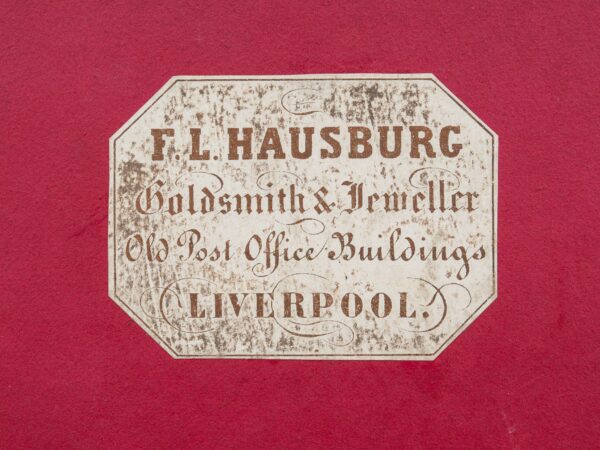 F. L. HAUSBURG
Goldsmith & Jeweller
Old Post Office Buildings
LIVERPOOL.